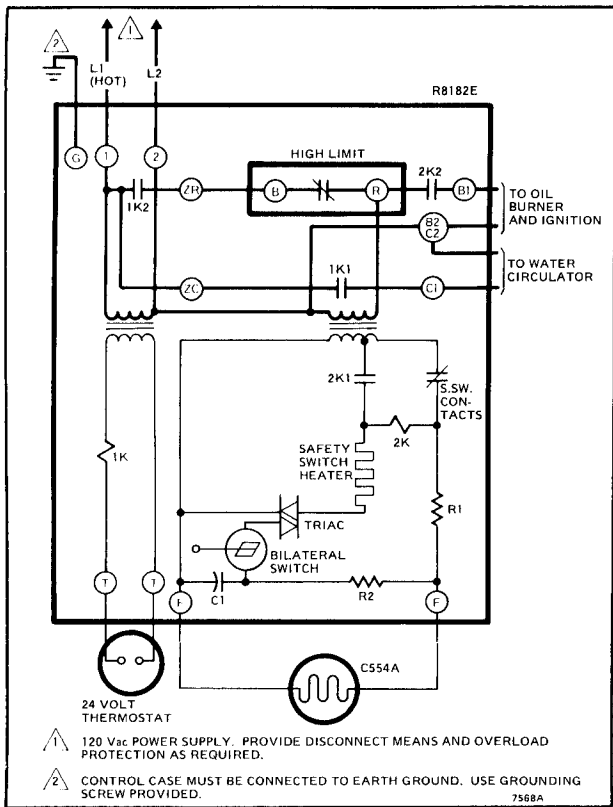 2
1
L1
(HOT)
L2
R8182E
G
1
2
HIGH LIMIT
1K2
ZR
B
R
2K2
B1
TO OIL
BURNER
AND IGNITION
B2
C2
TO WATER
CIRCULATOR
ZC
1K1
C1
2K1
S.SW.
CON-
TACTS
2K
SAFETY
SWITCH
HEATER
1K
R1
TRIAC
BILATERAL
SWITCH
T
T
F
C1
R2
F
C554A
24 VOLT
THERMOSTAT
1 120 Vac POWER SUPPLY. PROVIDE DISCONNECT MEANS AND OVERLOAD
PROTECTION AS REQUIRED.
2 CONTROL CASE MUST BE CONNECTED TO EARTH GROUND. USE GROUNDING
SCREW PROVIDED.
7568A